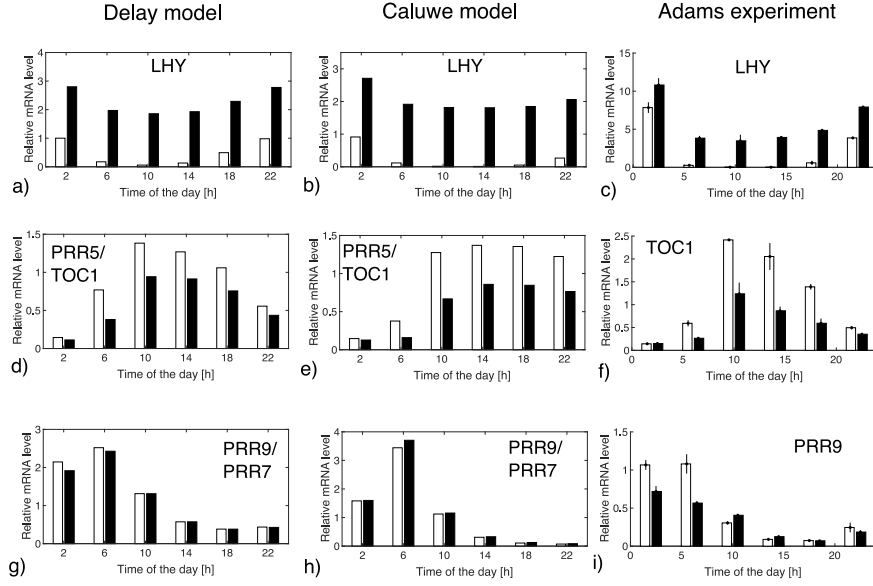 Delay model
Caluwe model
Adams experiment
Relative mRNA level
4
3
2
1
0
LHY
2 6 10 14 18 22
Time of the day [h]
a)
Relative mRNA level
4
3
2
1
0
LHY
2 6 10 14 18 22
Time of the day [h]
b)
Relative mRNA level
15
10
5
0
LHY
0 5 10 15 20
Time of the day [h]
c)
Relative mRNA level
1.5
1
0.5
0
PRR5/
TOC1
2 6 10 14 18 22
Time of the day [h]
d)
Relative mRNA level
1.5
1
0.5
0
PRR5/
TOC1
2 6 10 14 18 22
Time of the day [h]
e)
Relative mRNA level
2.5
2
1.5
1
0.5
0
TOC1
0 5 10 15 20
Time of the day [h]
f)
Relative mRNA level
3
2
1
0
PRR9/
PRR7
2 6 10 14 18 22
Time of the day [h]
g)
Relative mRNA level
4
3
2
1
0
PRR9/
PRR7
2 6 10 14 18 22
Time of the day [h]
h)
Relative mRNA level
1.5
1
0.5
0
PRR9
0 5 10 15 20
Time of the day [h]
i)